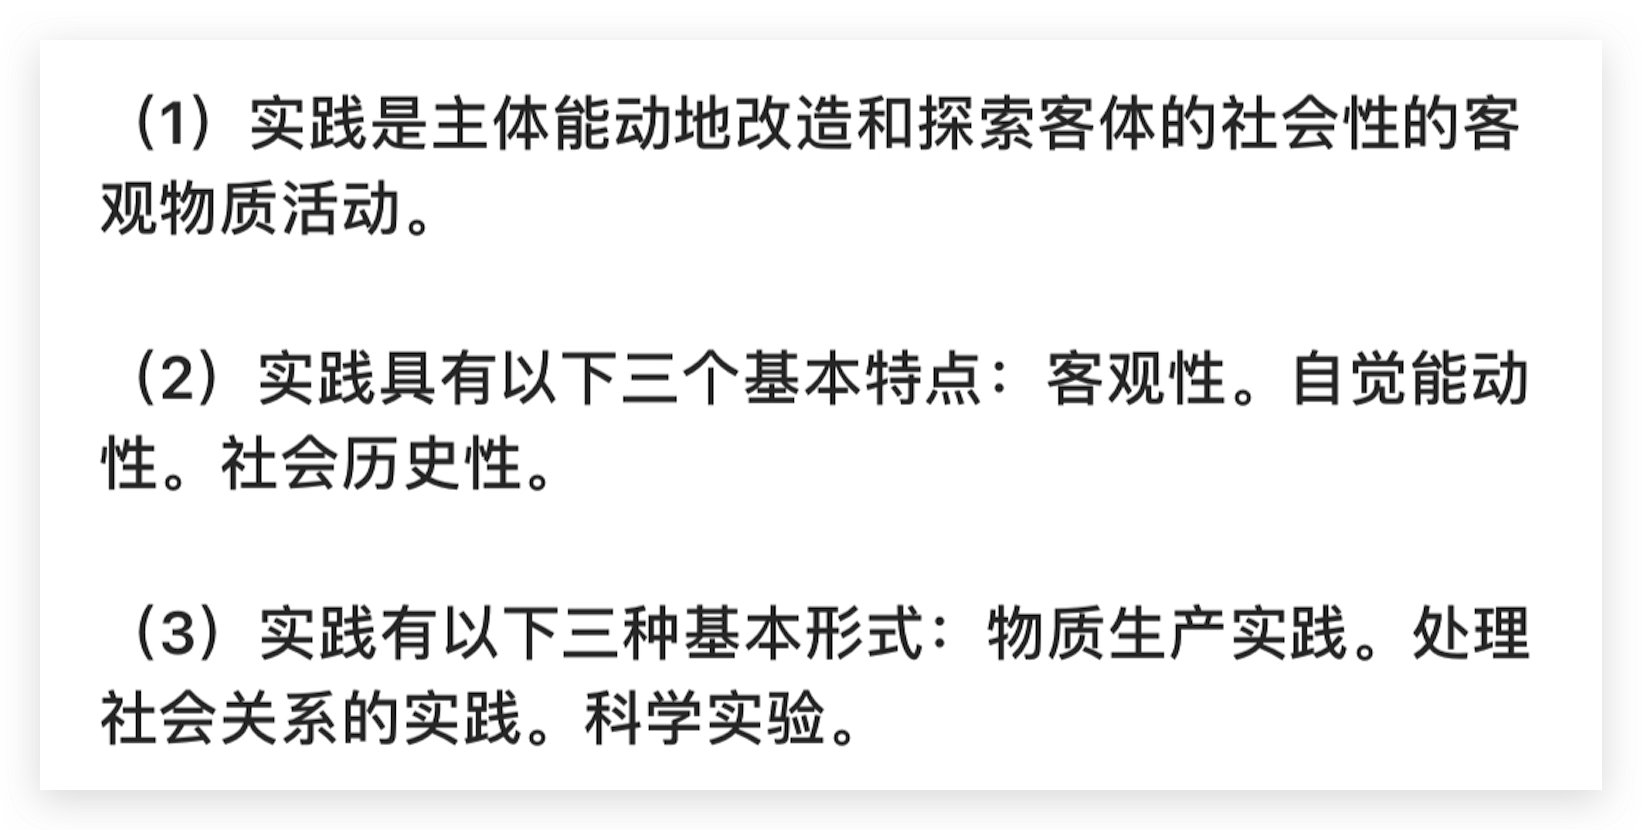 （1）实践是主体能动地改造和探索客体的社会性的客
观物质活动。
（2）实践具有以下三个基本特点：客观性。自觉能动
性。社会历史性。
（3）实践有以下三种基本形式：物质生产实践。处理
社会关系的实践。科学实验。